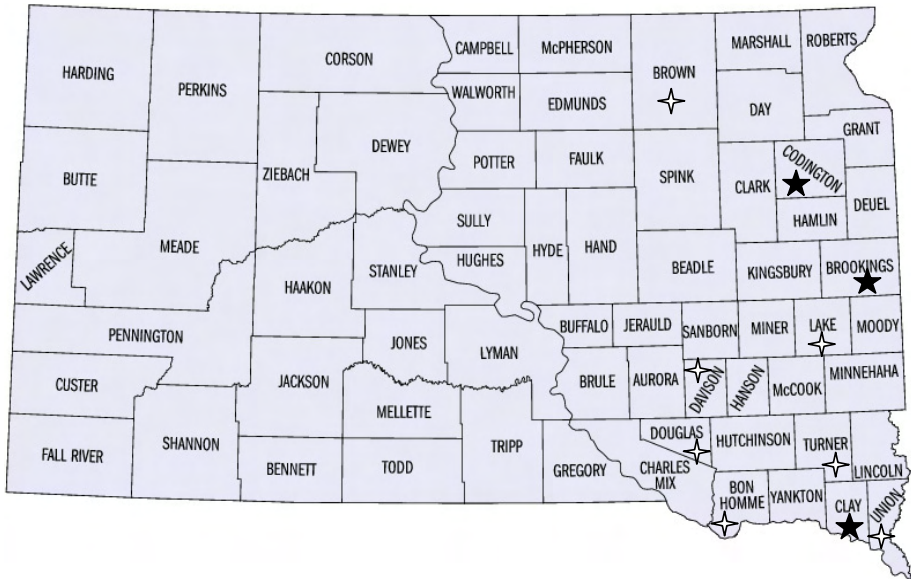 HARDING
PERKINS
CORSON
CAMPBELL
McPHERSON
BROWN
MARSHALL
ROBERTS
WALWORTH
EDMUNDS
DAY
GRANT
BUTTE
ZIEBACH
DEWEY
POTTER
FAULK
SPINK
CLARK
CODINGTON
DEUEL
HAMLIN
LAWRENCE
MEADE
SULLY
HYDE
HAND
HUGHES
STANLEY
HAAKON
BEADLE
KINGSBURY
BROOKINGS
PENNINGTON
JONES
LYMAN
BUFFALO
JERAULD
SANBORN
MINER
LAKE
MOODY
CUSTER
JACKSON
BRULE
AURORA
DAVISON
HANSON
McCOOK
MINNEHAHA
MELLETTE
FALL RIVER
SHANNON
BENNETT
TODD
TRIPP
GREGORY
CHARLES
MIX
DOUGLAS
HUTCHINSON
TURNER
LINCOLN
BON
HOMME
YANKTON
CLAY
UNION